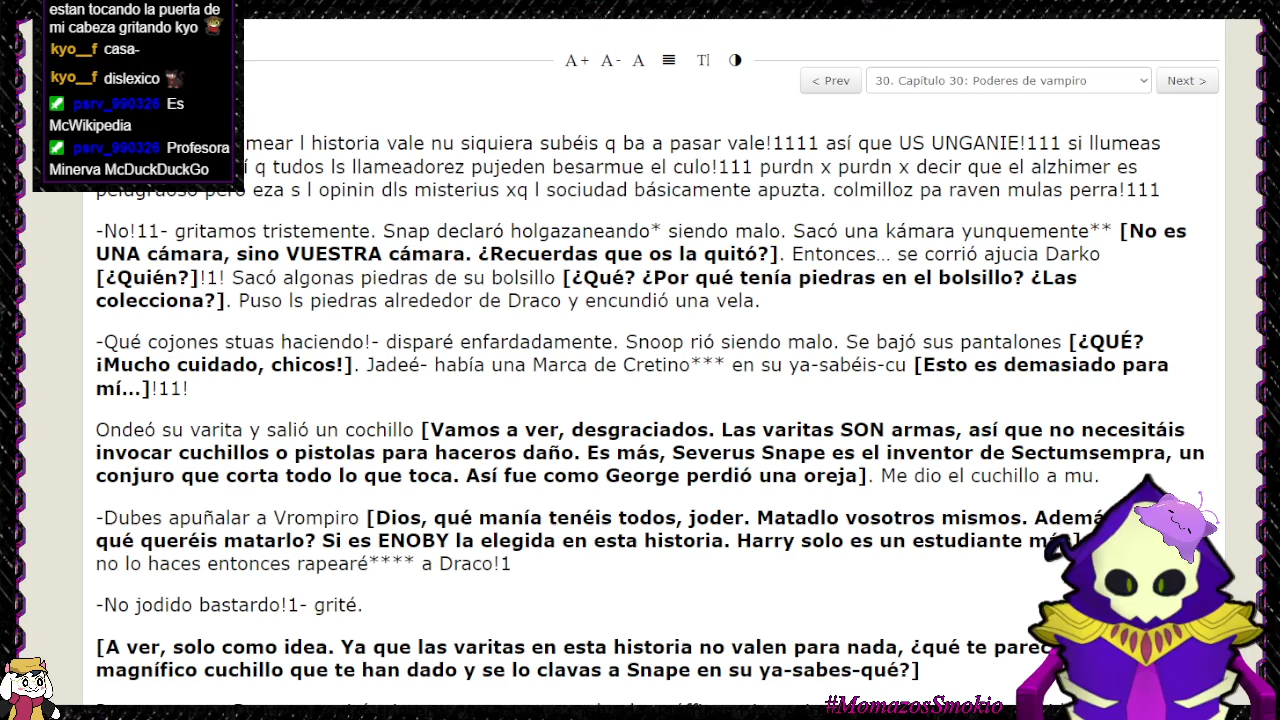 estan tocando la puerta de
mi cabeza gritando kyo
kyo__f casa-
kyo__f dislexico
psrv_990326 Es
McWikipedia
psrv_990326 Profesora
Minerva McDuckDuckGo
A+ A- A T|
< Prev 30. Capítulo 30: Poderes de vampiro Next >
mear l historia vale nu siquiera subéis q ba a pasar vale!1111 así que US UNGANIE!111 si llumeas
í q tudos ls llameadorez pujeden besarmue el culo!111 purdn x purdn x decir que el alzhimer es
peligruoso pero eza s l opinin dls misterius xq l sociudad básicamente apuzta. colmilloz pa raven mulas perra!111
-No!11- gritamos tristemente. Snap declaró holgazaneando* siendo malo. Sacó una kámara yunquemente** [No es
UNA cámara, sino VUESTRA cámara. ¿Recuerdas que os la quitó?]. Entonces... se corrió ajucia Darko
[¿Quién?]!1! Sacó algonas piedras de su bolsillo [¿Qué? ¿Por qué tenía piedras en el bolsillo? ¿Las
colecciona?]. Puso ls piedras alrededor de Draco y encundió una vela.
-Qué cojones stuas haciendo!- disparé enfardadamente. Snoop rió siendo malo. Se bajó sus pantalones [¿QUÉ?
¡Mucho cuidado, chicos!]. Jadeé- había una Marca de Cretino*** en su ya-sabéis-cu [Esto es demasiado para
mí...]!11!
Ondeó su varita y salió un cochillo [Vamos a ver, desgraciados. Las varitas SON armas, así que no necesitáis
invocar cuchillos o pistolas para haceros daño. Es más, Severus Snape es el inventor de Sectumsempra, un
conjuro que corta todo lo que toca. Así fue como George perdió una oreja]. Me dio el cuchillo a mu.
-Dubes apuñalar a Vrompiro [Dios, qué manía tenéis todos, joder. Matadlo vosotros mismos. Ademá
qué queréis matarlo? Si es ENOBY la elegida en esta historia. Harry solo es un estudiante más]
no lo haces entonces rapearé**** a Draco!1
-No jodido bastardo!1- grité.
[A ver, solo como idea. Ya que las varitas en esta historia no valen para nada, ¿qué te parec
magnífico cuchillo que te han dado y se lo clavas a Snape en su ya-sabes-qué?]
#MomazosSmokio